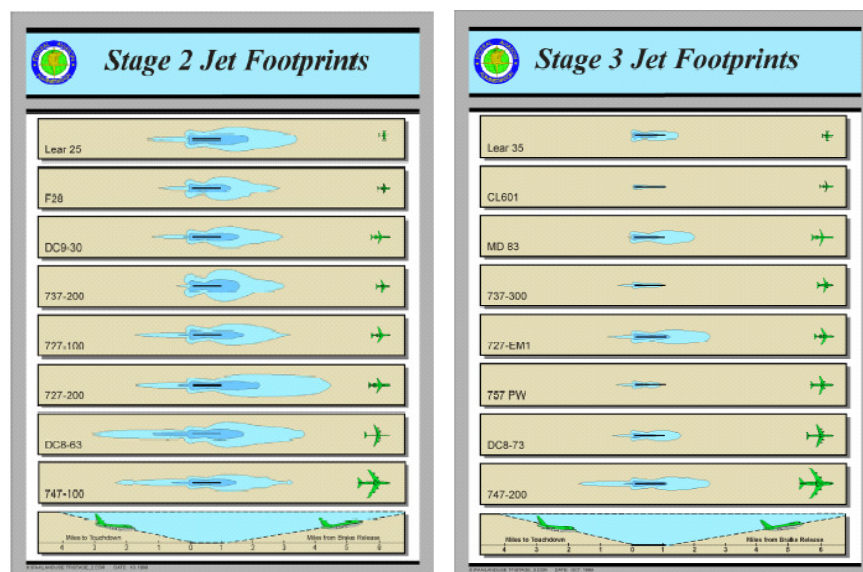 Stage 2 Jet Footprints
Lear 25
F28
DC9-30
737-200
727-100
727-200
DC8-63
747-100
Miles to Touchdown
Miles from Brake Release
4 3 2 1 0 1 2 3 4 5 6
Stage 3 Jet Footprints
Lear 35
CL601
MD 83
737-300
727-EM1
757 PW
DC8-73
747-200
Miles to Touchdown
Miles from Brake Release
4 3 2 1 0 1 2 3 4 5 6